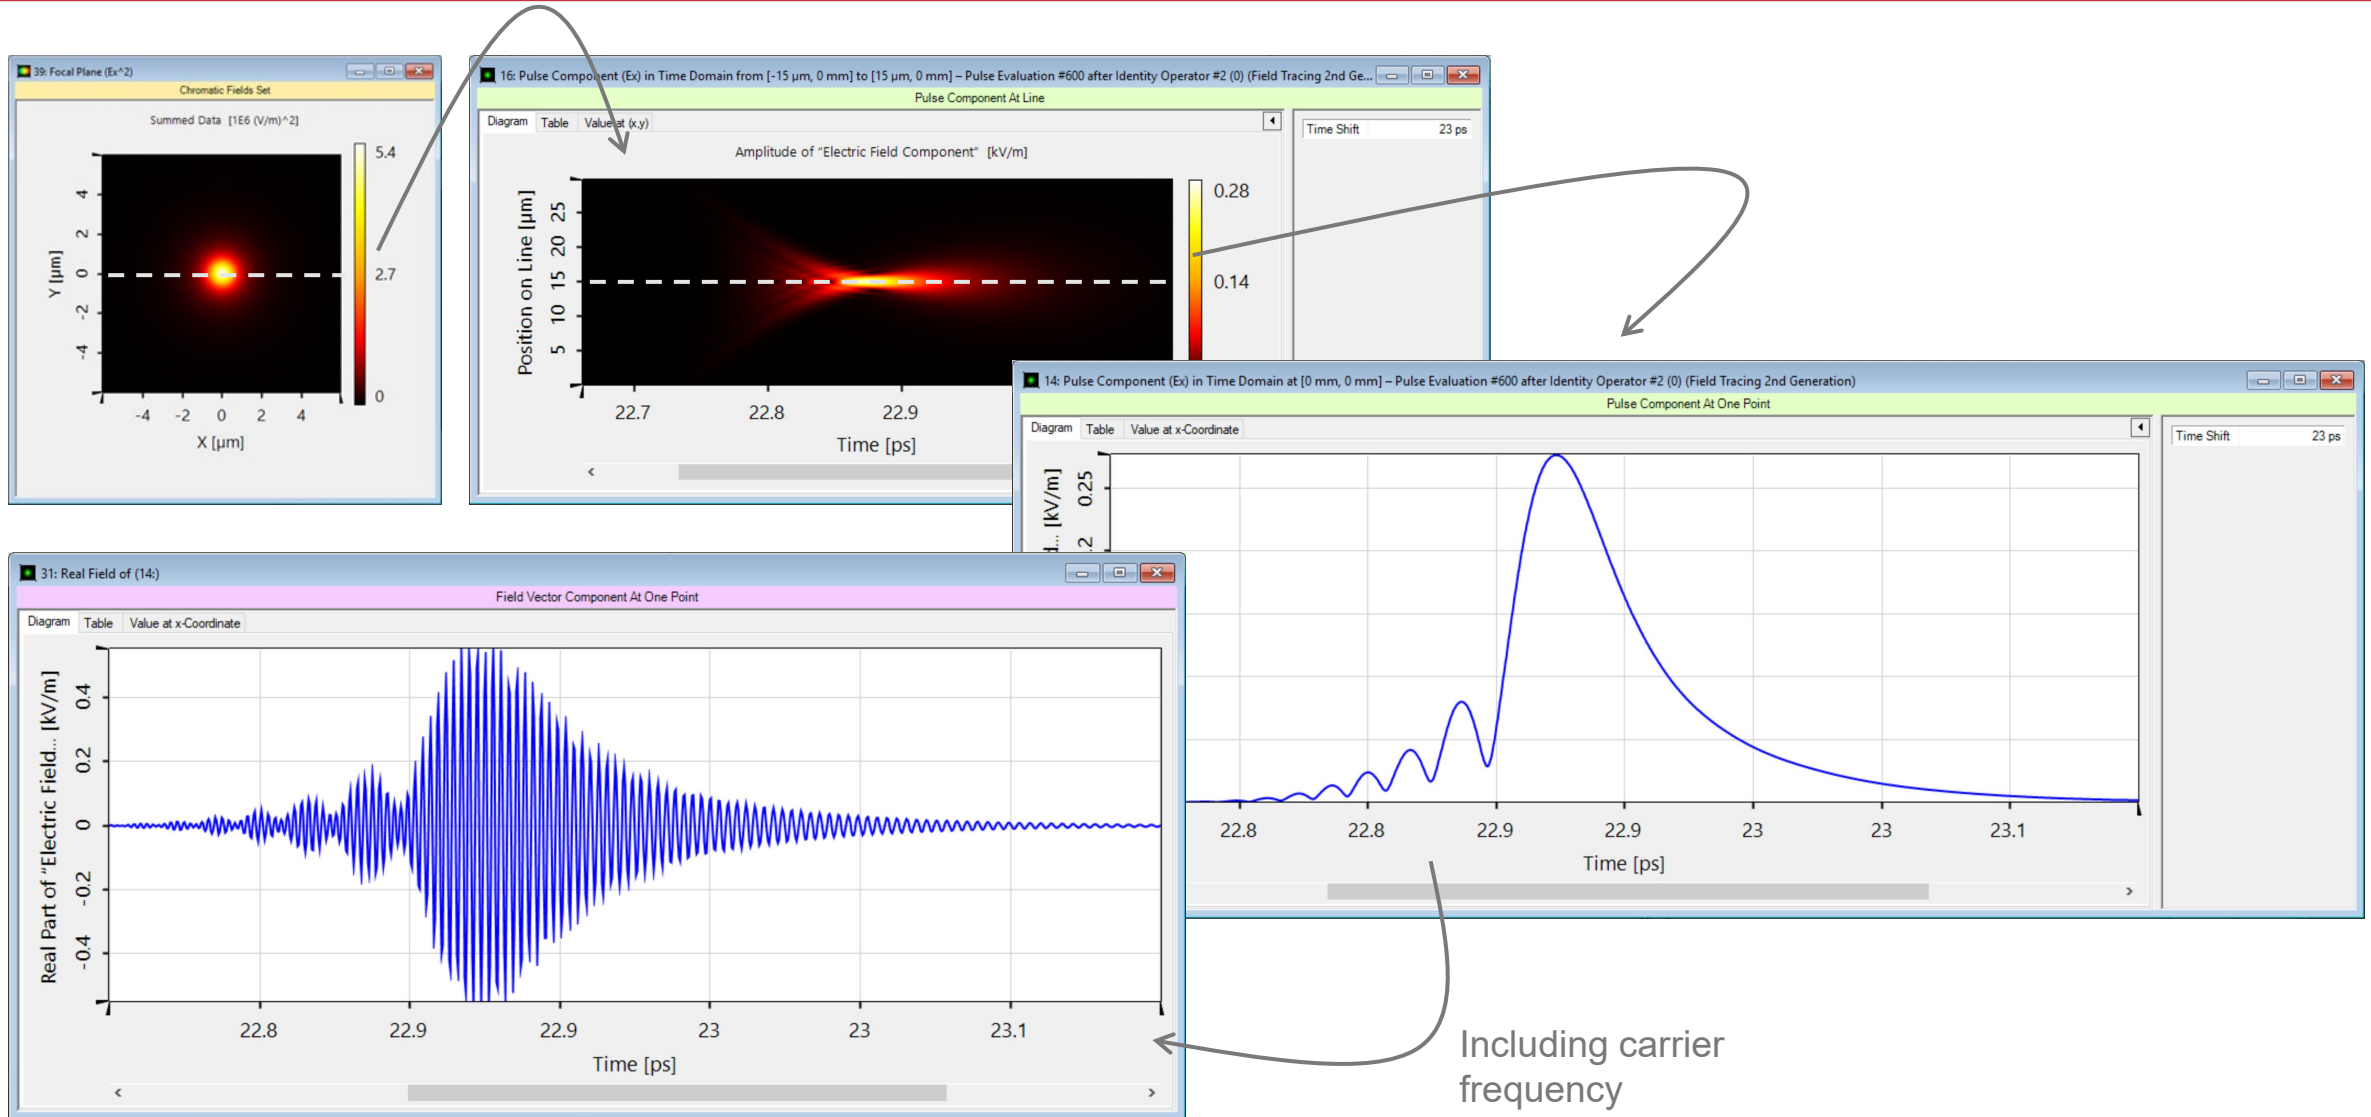 39: Focal Plane (Ex^2)
Chromatic Fields Set
Summed Data [1E6 (V/m)^2]
5.4
2.7
0
Y [µm]
4
2
0
-2
-4
-4 -2 0 2 4
X [µm]
16: Pulse Component (Ex) in Time Domain from [-15 µm, 0 mm] to [15 µm, 0 mm] – Pulse Evaluation #600 after Identity Operator #2 (0) (Field Tracing 2nd Ge...
Pulse Component At Line
Diagram Table Value at (x,y)
Time Shift 23 ps
Amplitude of "Electric Field Component" [kV/m]
0.28
0.14
Position on Line [µm]
25
20
15
10
5
22.7 22.8 22.9
Time [ps]
14: Pulse Component (Ex) in Time Domain at [0 mm, 0 mm] – Pulse Evaluation #600 after Identity Operator #2 (0) (Field Tracing 2nd Generation)
Pulse Component At One Point
Diagram Table Value at x-Coordinate
Time Shift 23 ps
[kV/m]
0.25
22.8 22.8 22.9 22.9 23 23 23.1
Time [ps]
31: Real Field of (14:)
Field Vector Component At One Point
Diagram Table Value at x-Coordinate
Real Part of "Electric Field... [kV/m]
0.4
0.2
0
-0.2
-0.4
22.8 22.9 22.9 23 23 23.1
Time [ps]
Including carrier
frequency